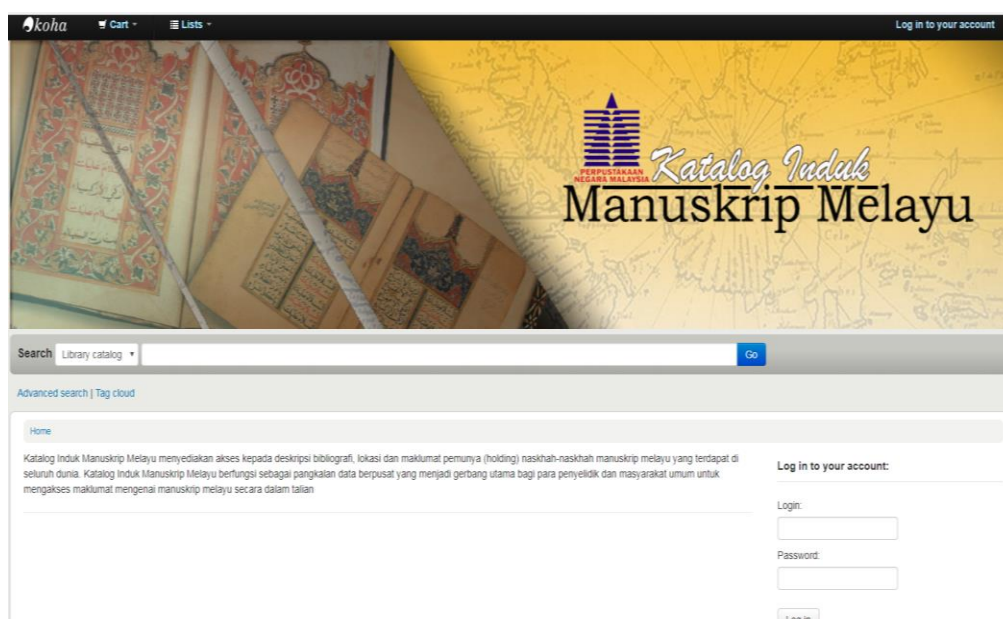 koha Cart Lists Log in to your account
PERPUSTAKAAN
NEGARA MALAYSIA
Katalog Induk
Manuskrip Melayu
Search Library catalog Go
Advanced search | Tag cloud
Home
Katalog Induk Manuskrip Melayu menyediakan akses kepada deskripsi bibliografi, lokasi dan maklumat pemunya (holding) naskhah-naskhah manuskrip melayu yang terdapat di
seluruh dunia. Katalog Induk Manuskrip Melayu berfungsi sebagai pangkalan data berpusat yang menjadi gerbang utama bagi para penyelidik dan masyarakat umum untuk
mengakses maklumat mengenai manuskrip melayu secara dalam talian
Log in to your account:
Login:
Password:
Log in